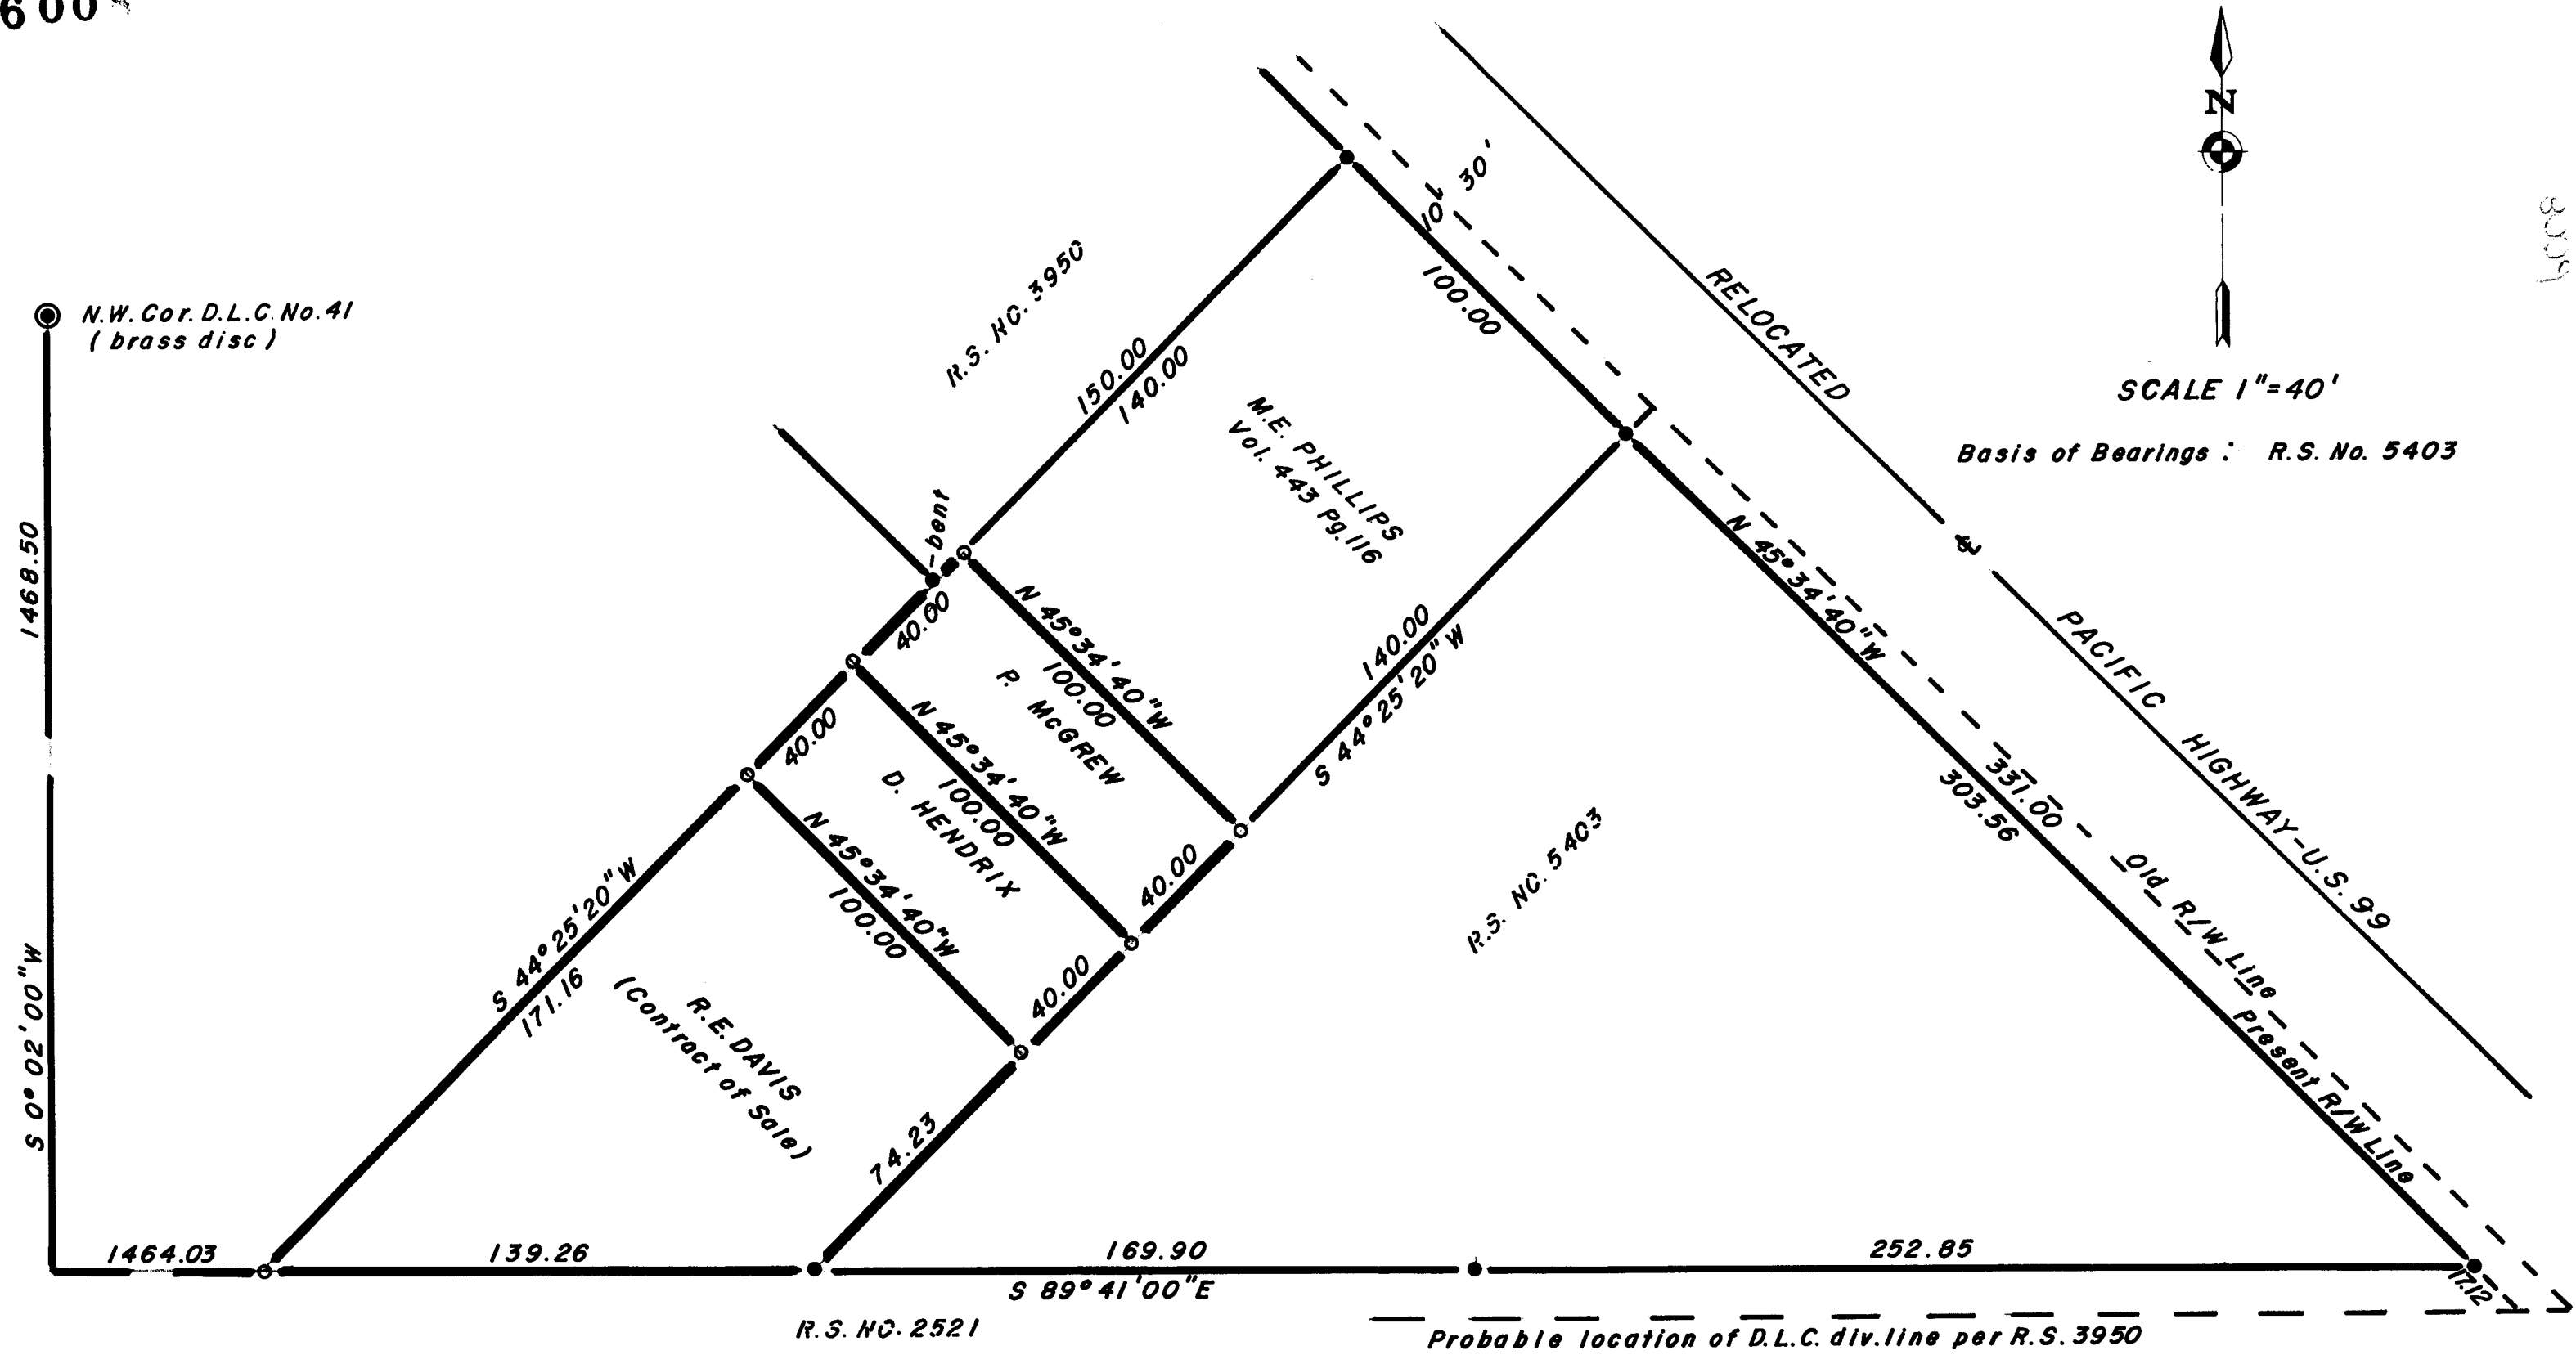 600
N
8009
SCALE 1"=40'
Basis of Bearings : R.S. No. 5403
N.W. Cor. D.L.C. No. 41
( brass disc )
1468.50
S 0° 02' 00" W
1464.03
R.S. NO. 3950
150.00
140.00
10
30'
100.00
RELOCATED
℄
PACIFIC HIGHWAY-U.S. 99
M.E. PHILLIPS
Vol. 443 Pg. 116
bent
40.00
N 45° 34' 40" W
100.00
P. McGREW
140.00
S 44° 25' 20" W
N 45° 34' 40" W
331.00
303.56
Old R/W Line
Present R/W Line
40.00
N 45° 34' 40" W
100.00
D. HENDRIX
40.00
N 45° 34' 40" W
100.00
40.00
R.S. NO. 5403
S 44° 25' 20" W
171.16
R.E. DAVIS
(Contract of Sale)
74.23
139.26
169.90
S 89° 41' 00" E
252.85
17.12
R.S. NO. 2521
Probable location of D.L.C. div. line per R.S. 3950